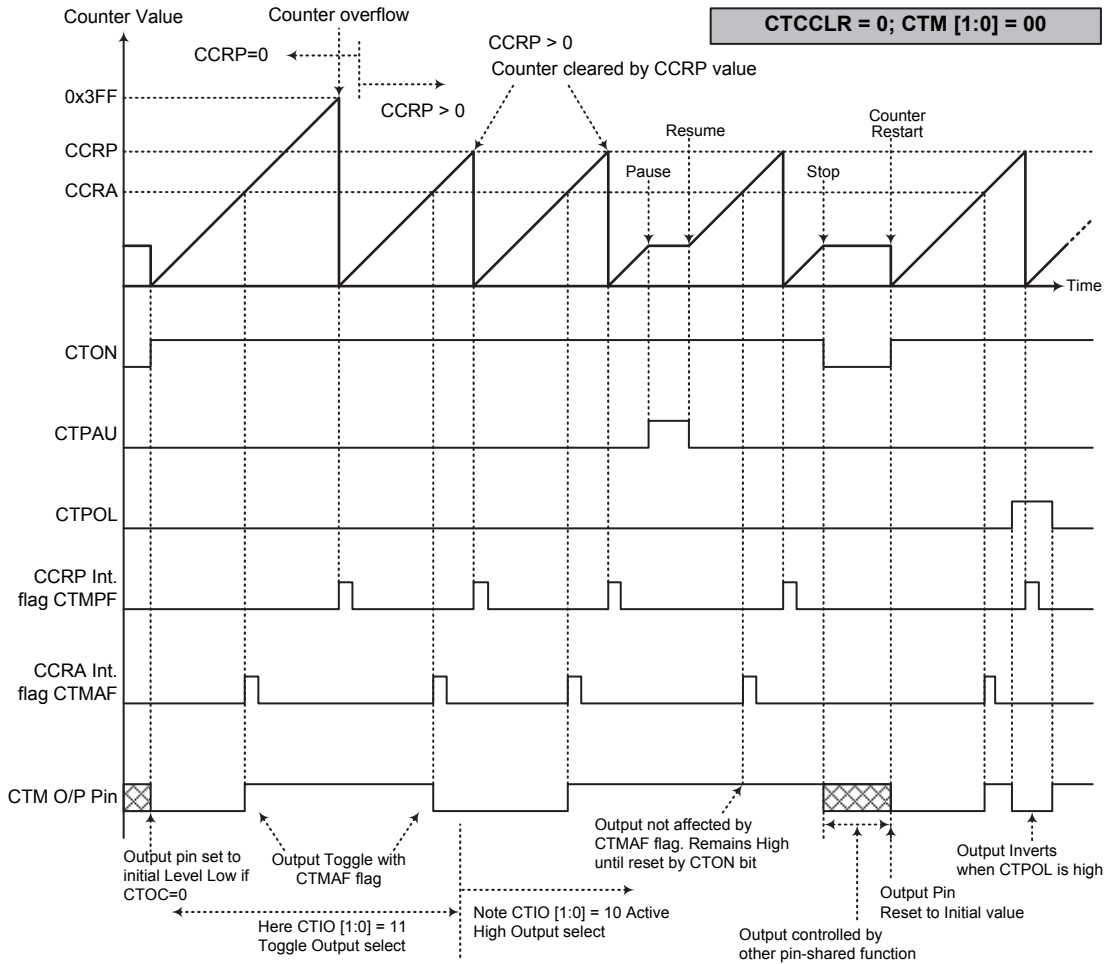 Counter Value
Counter overflow
CTCCLR = 0; CTM [1:0] = 00
CCRP=0
CCRP > 0
CCRP > 0
Counter cleared by CCRP value
0x3FF
CCRP
CCRA
Pause
Resume
Stop
Counter
Restart
Time
CTON
CTPAU
CTPOL
CCRP Int.
flag CTMPF
CCRA Int.
flag CTMAF
CTM O/P Pin
Output pin set to
initial Level Low if
CTOC=0
Output Toggle with
CTMAF flag
Here CTIO [1:0] = 11
Toggle Output select
Note CTIO [1:0] = 10 Active
High Output select
Output not affected by
CTMAF flag. Remains High
until reset by CTON bit
Output controlled by
other pin-shared function
Output Pin
Reset to Initial value
Output Inverts
when CTPOL is high